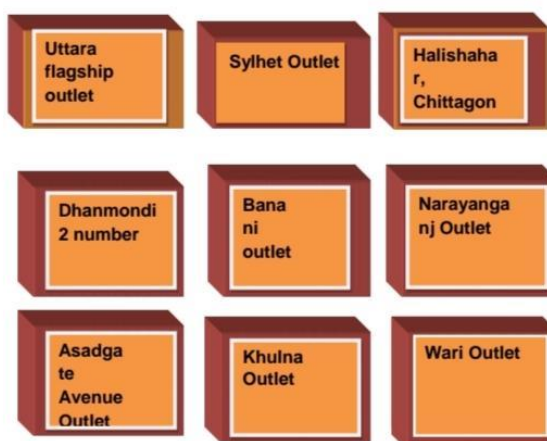 Uttara
flagship
outlet
Sylhet Outlet
Halishaha
r,
Chittagon
Dhanmondi
2 number
Bana
ni
outlet
Narayanga
nj Outlet
Asadga
te
Avenue
Outlet
Khulna
Outlet
Wari Outlet